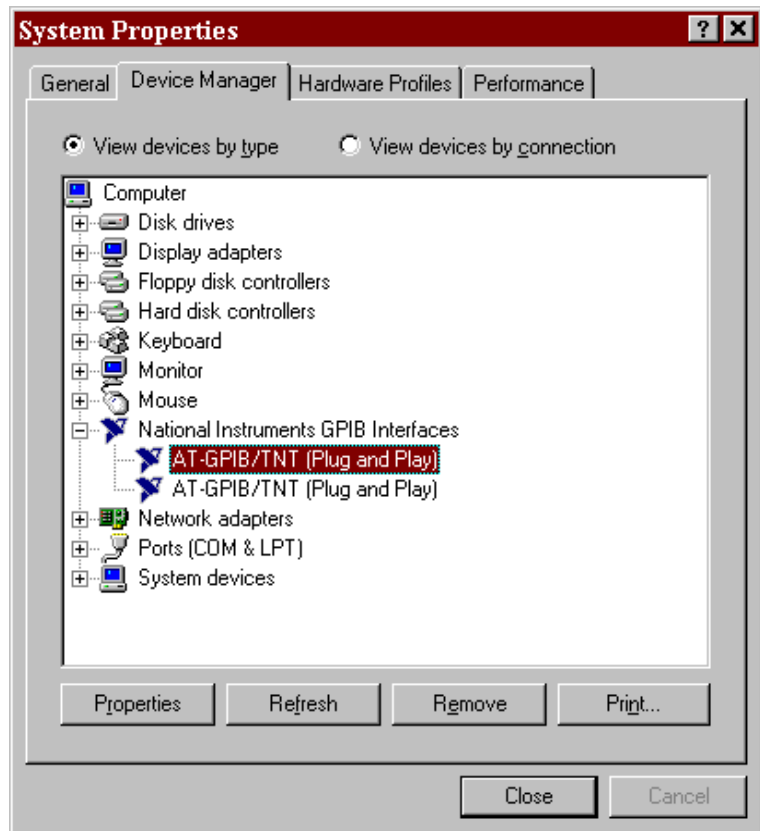 System Properties ? X
General Device Manager Hardware Profiles Performance
View devices by type View devices by connection
Computer
Disk drives
Display adapters
Floppy disk controllers
Hard disk controllers
Keyboard
Monitor
Mouse
National Instruments GPIB Interfaces
AT-GPIB/TNT (Plug and Play)
AT-GPIB/TNT (Plug and Play)
Network adapters
Ports (COM & LPT)
System devices
Properties Refresh Remove Print...
Close Cancel